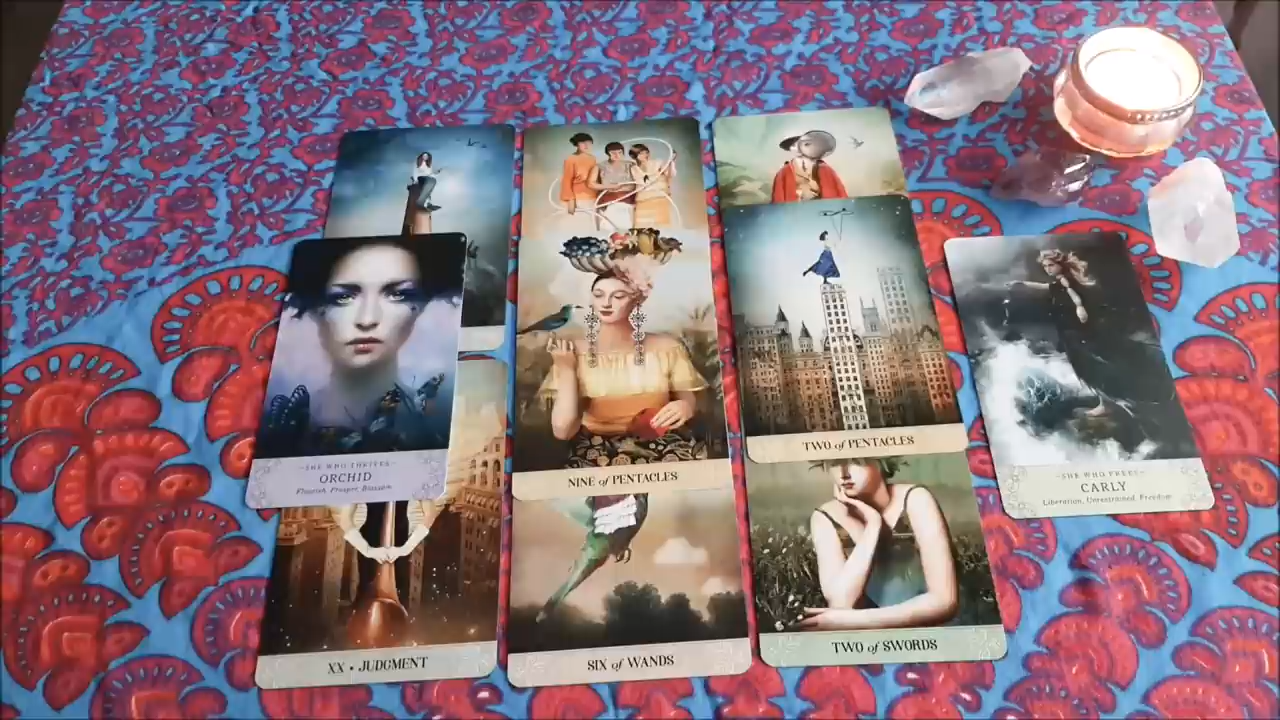 TWO of PENTACLES
~SHE WHO THRIVES~
ORCHID
Flourish, Prosper, Blossom
NINE of PENTACLES
~SHE WHO FREES~
CARLY
Liberation, Unrestrained, Freedom
XX • JUDGMENT
SIX of WANDS
TWO of SWORDS